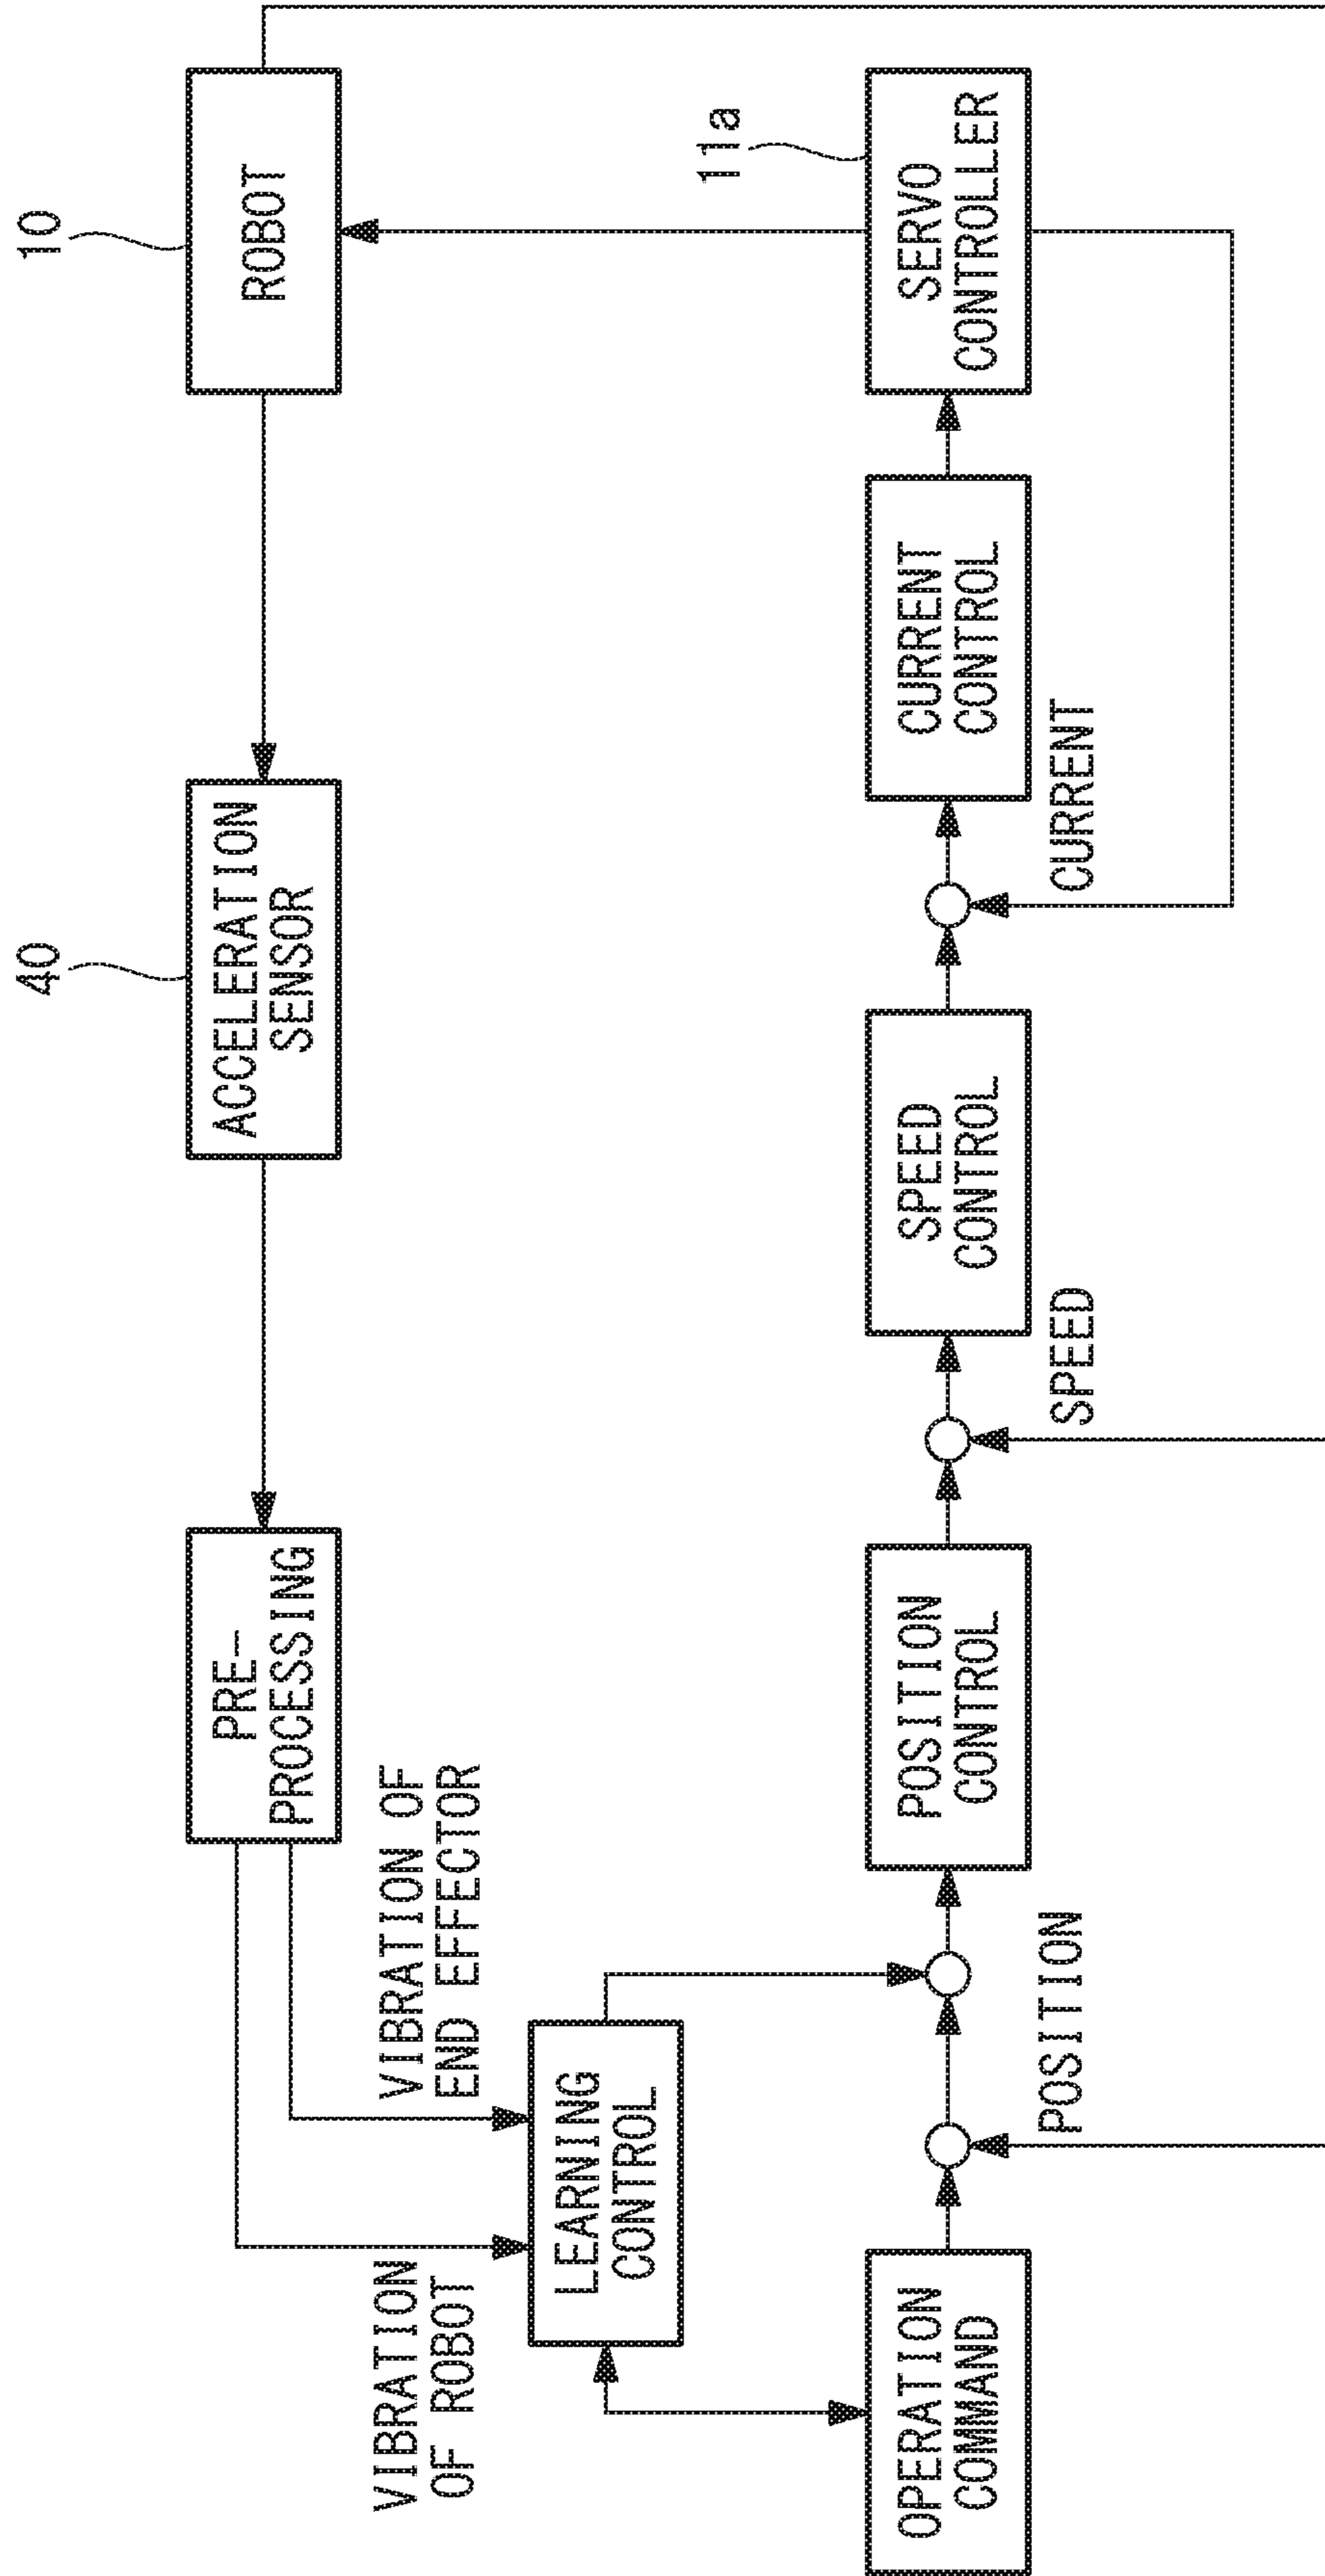 10
ROBOT
40
ACCELERATION
SENSOR
PRE-
PROCESSING
VIBRATION OF
END EFFECTOR
VIBRATION
OF ROBOT
LEARNING
CONTROL
OPERATION
COMMAND
POSITION
POSITION
CONTROL
SPEED
SPEED
CONTROL
CURRENT
CURRENT
CONTROL
11a
SERVO
CONTROLLER